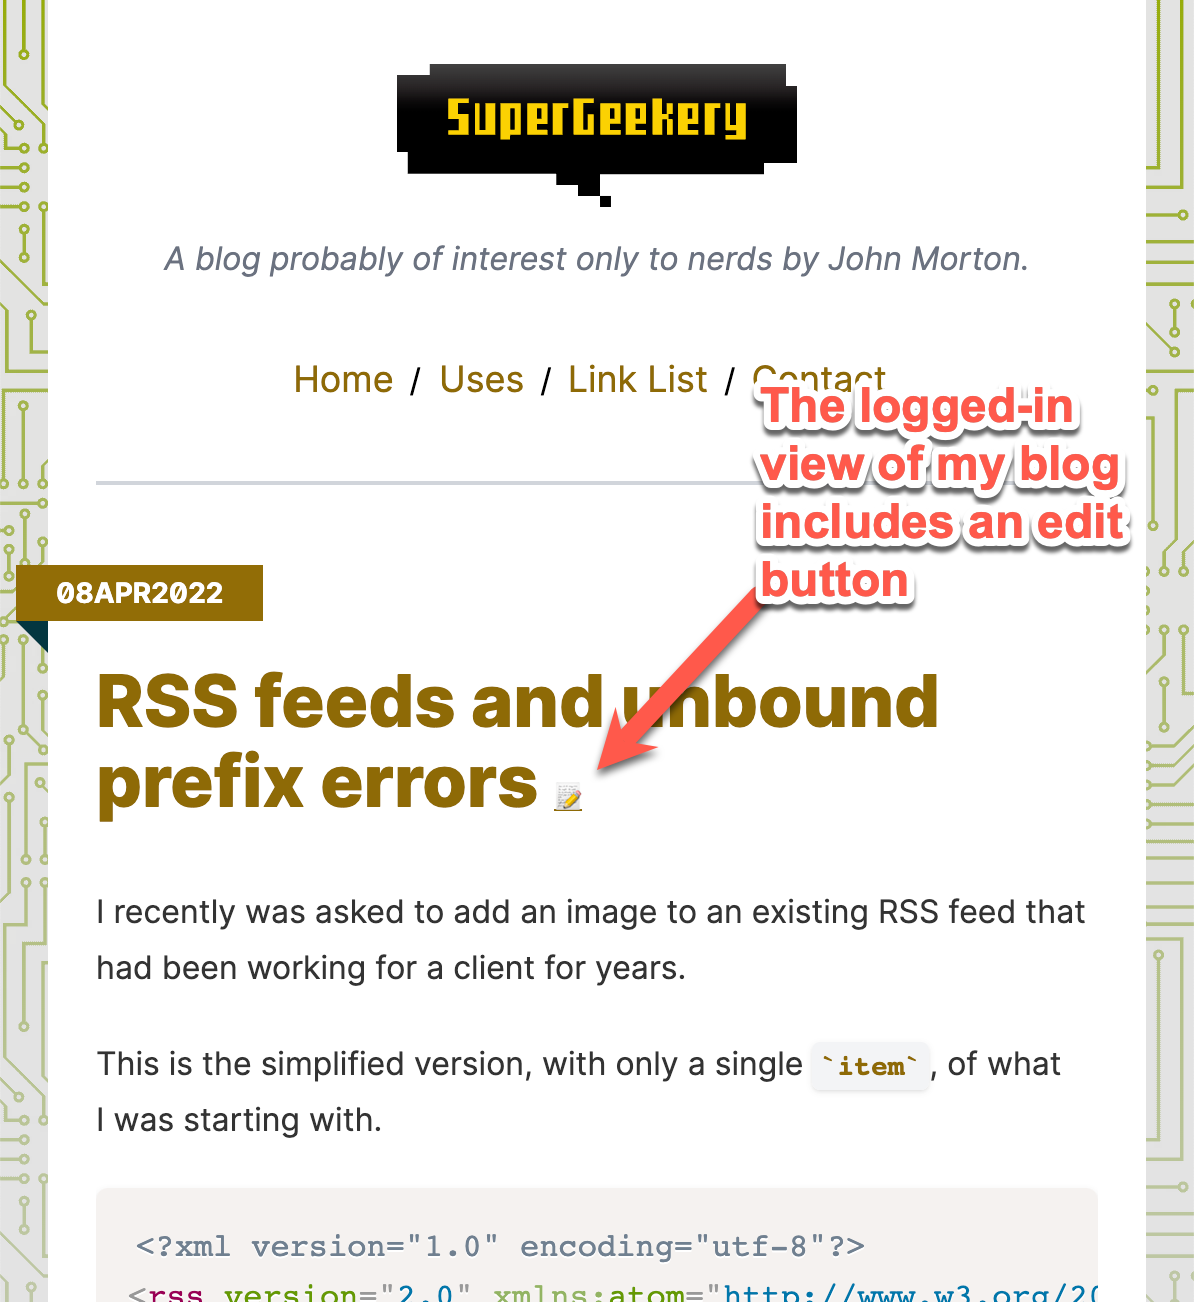 SuperGeekery
A blog probably of interest only to nerds by John Morton.
Home / Uses / Link List / Contact
The logged-in
view of my blog
includes an edit
button
08APR2022
RSS feeds and unbound
prefix errors
I recently was asked to add an image to an existing RSS feed that
had been working for a client for years.
This is the simplified version, with only a single `item`, of what
I was starting with.
<?xml version="1.0" encoding="utf-8"?>
<rss version="2.0" xmlns:atom="http://www.w3.org/20